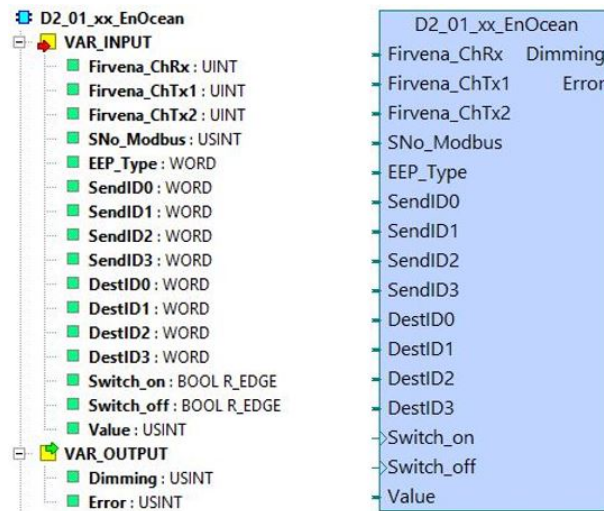 D2_01_xx_EnOcean
VAR_INPUT
Firvena_ChRx : UINT
Firvena_ChTx1 : UINT
Firvena_ChTx2 : UINT
SNo_Modbus : USINT
EEP_Type : WORD
SendID0 : WORD
SendID1 : WORD
SendID2 : WORD
SendID3 : WORD
DestID0 : WORD
DestID1 : WORD
DestID2 : WORD
DestID3 : WORD
Switch_on : BOOL R_EDGE
Switch_off : BOOL R_EDGE
Value : USINT
VAR_OUTPUT
Dimming : USINT
Error : USINT
D2_01_xx_EnOcean
Firvena_ChRx Dimming
Firvena_ChTx1 Error
Firvena_ChTx2
SNo_Modbus
EEP_Type
SendID0
SendID1
SendID2
SendID3
DestID0
DestID1
DestID2
DestID3
Switch_on
Switch_off
Value